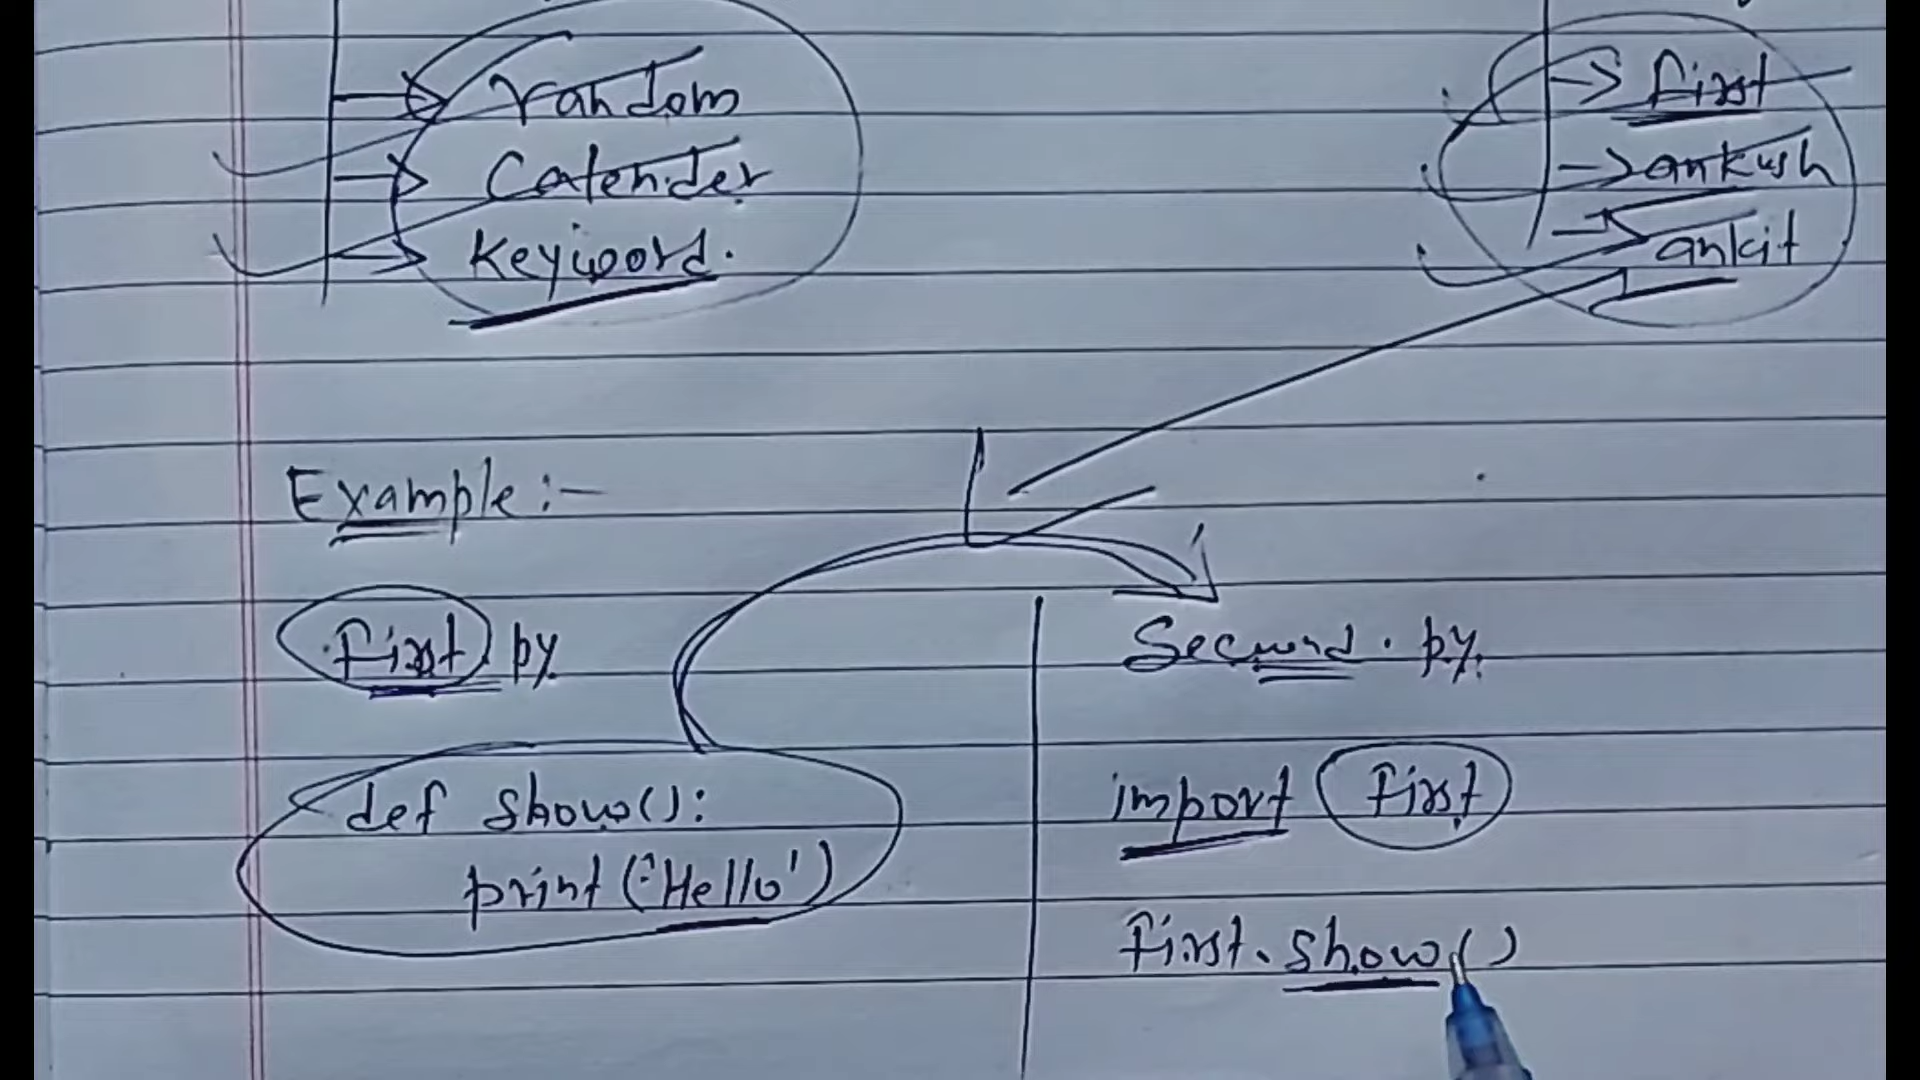 → random
→ Calender
→ Keyword.
→ first
→ ankush
→ ankit
Example :-
first. py
def show():
print('Hello')
Second. py.
import first
first. show()